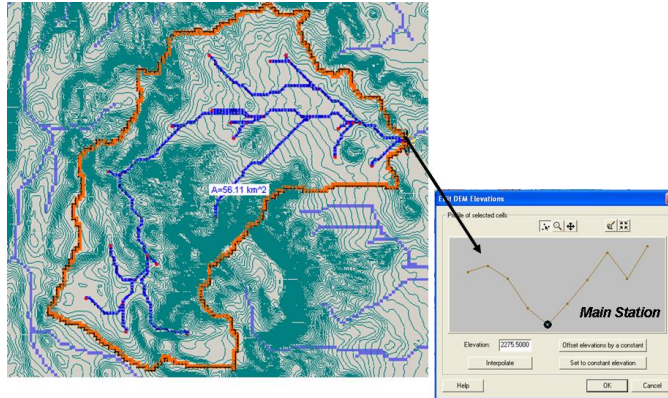 A=56.11 km^2
Edit DEM Elevations
Profile of selected cells
Main Station
Elevation: 2275.5000
Offset elevations by a constant
Interpolate
Set to constant elevation
Help
OK
Cancel